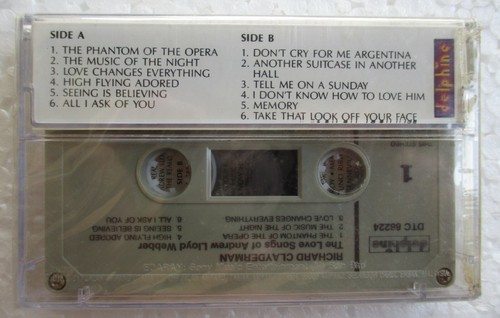 SIDE A
1. THE PHANTOM OF THE OPERA
2. THE MUSIC OF THE NIGHT
3. LOVE CHANGES EVERYTHING
4. HIGH FLYING ADORED
5. SEEING IS BELIEVING
6. ALL I ASK OF YOU
SIDE B
1. DON'T CRY FOR ME ARGENTINA
2. ANOTHER SUITCASE IN ANOTHER
HALL
3. TELL ME ON A SUNDAY
4. I DON'T KNOW HOW TO LOVE HIM
5. MEMORY
6. TAKE THAT LOOK OFF YOUR FACE
delphine
1
delphine
DTC 88224
RICHARD CLAYDERMAN
The Love Songs of Andrew Lloyd Webber
1. THE PHANTOM OF THE OPERA
2. THE MUSIC OF THE NIGHT
3. LOVE CHANGES EVERYTHING
4. HIGH FLYING ADORED
5. SEEING IS BELIEVING
6. ALL I ASK OF YOU